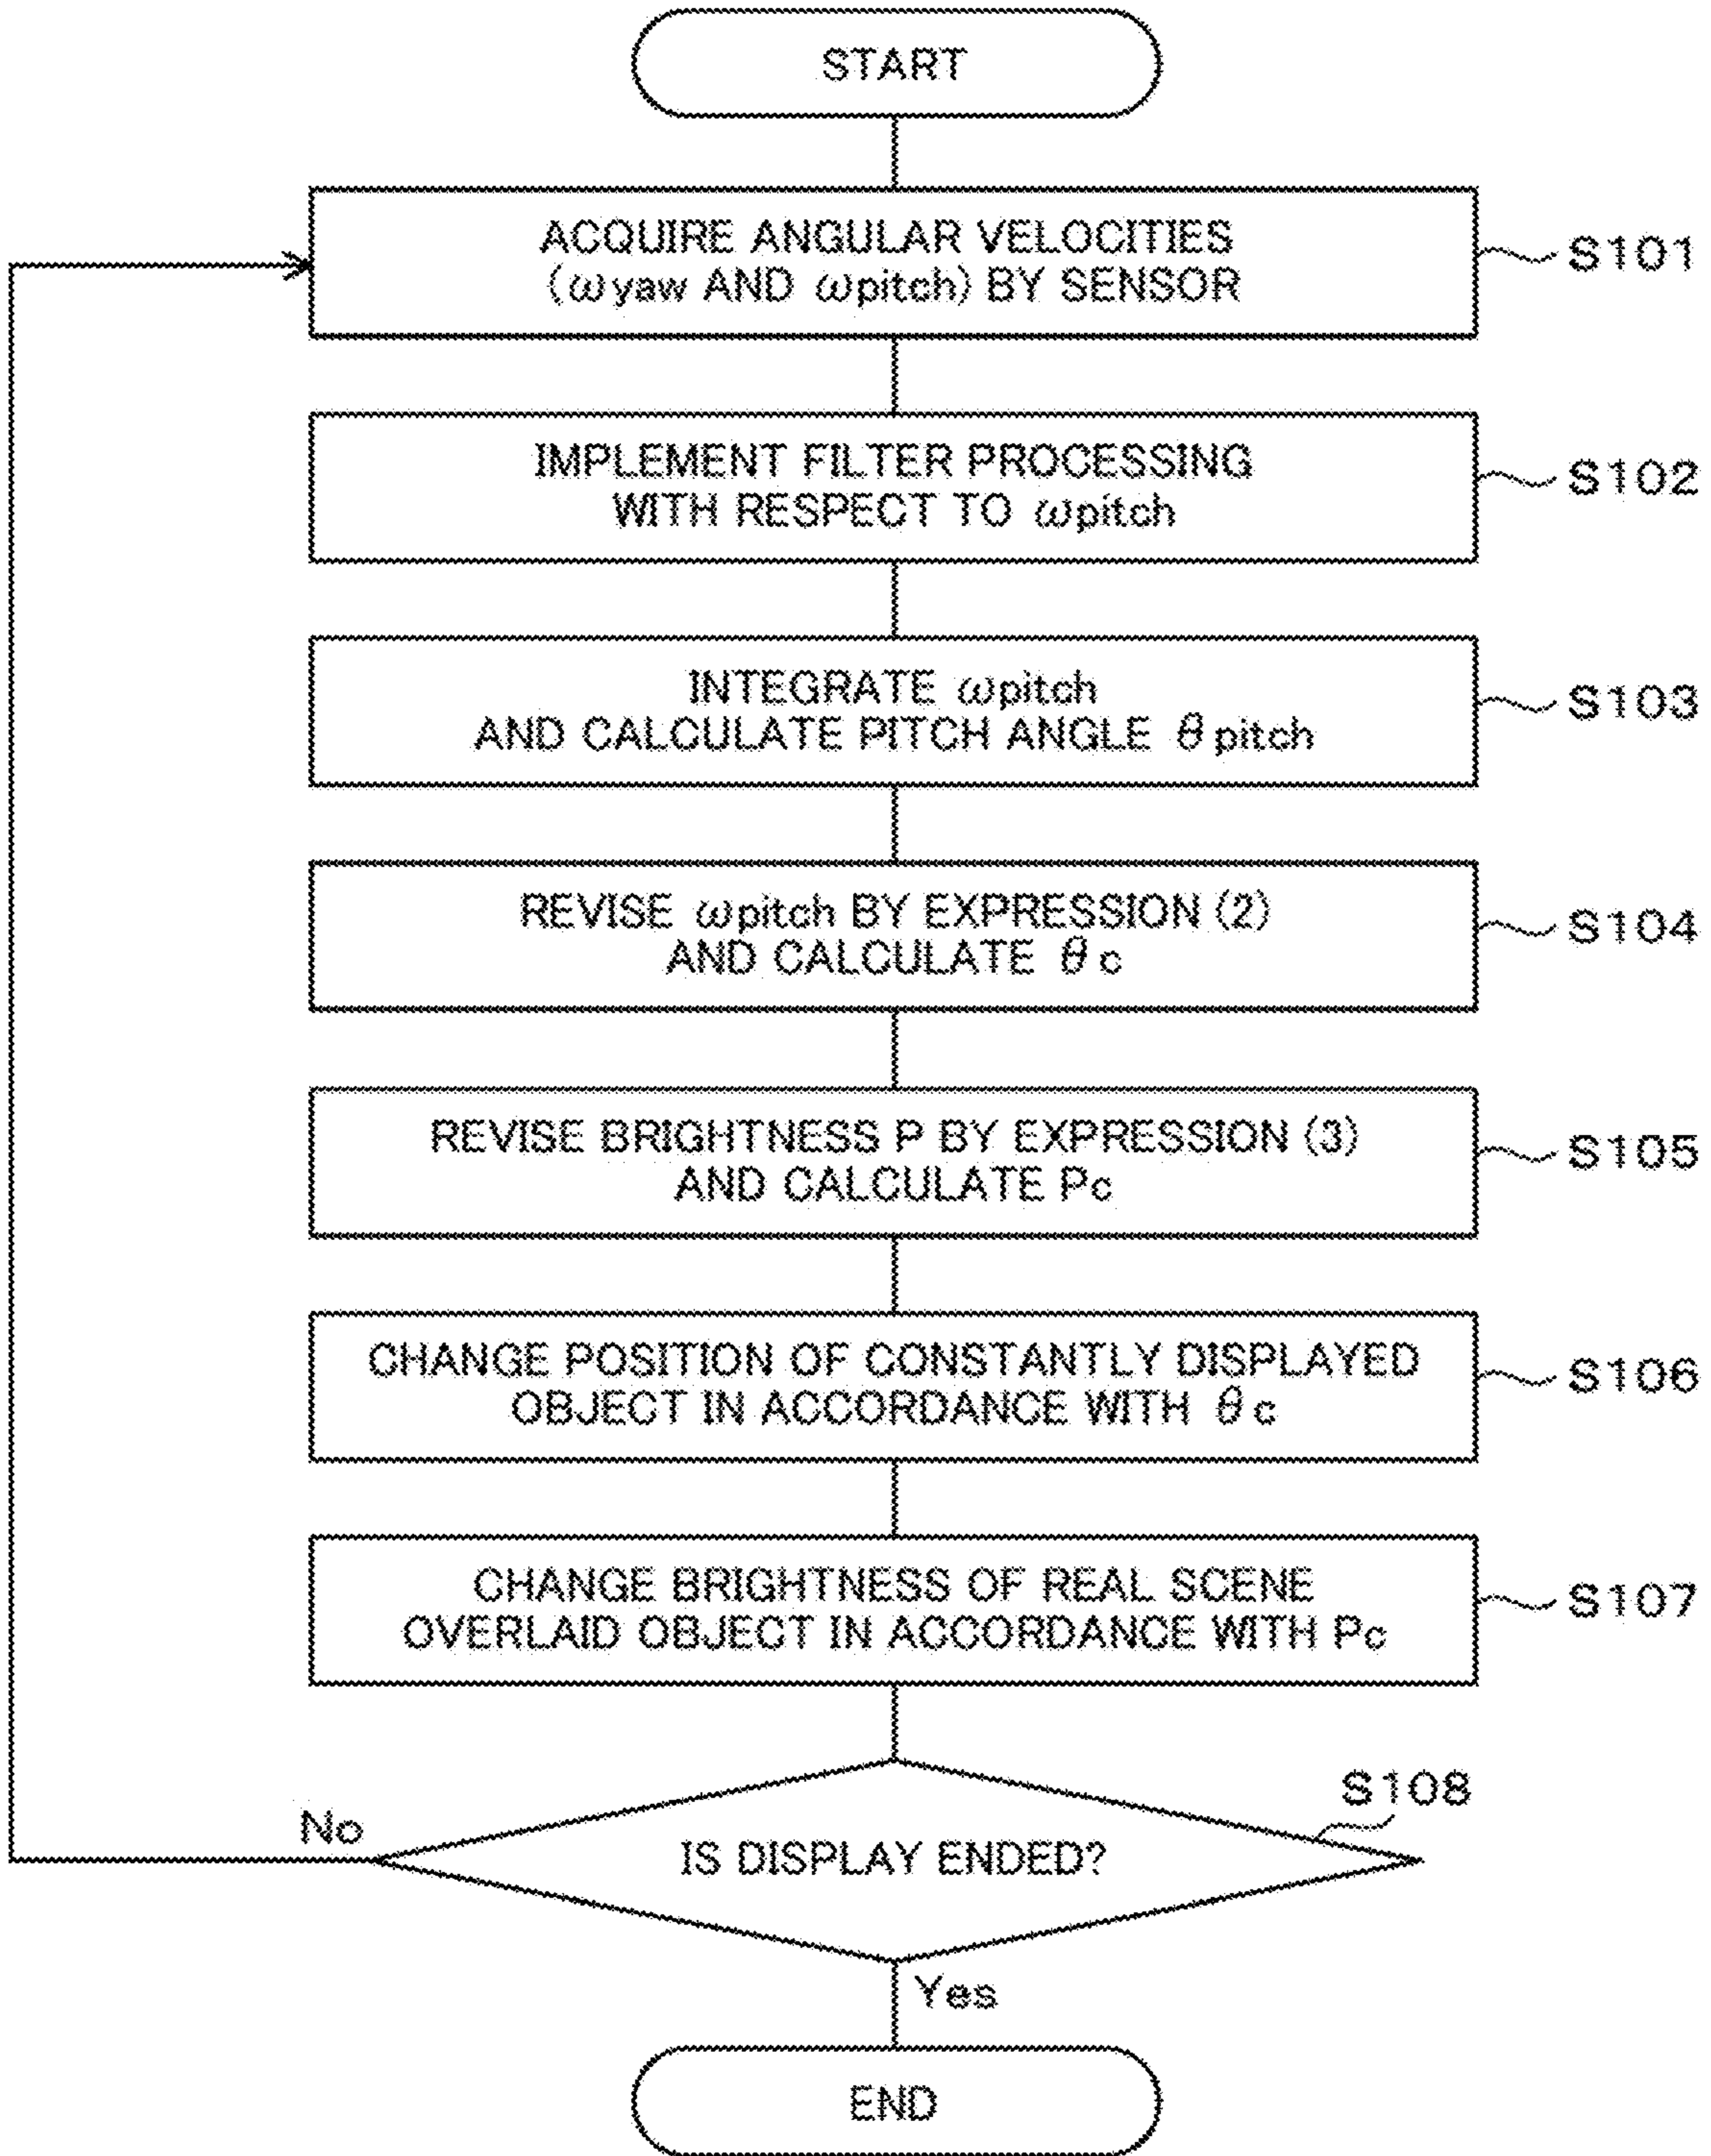 START
ACQUIRE ANGULAR VELOCITIES
(ωyaw AND ωpitch) BY SENSOR
S101
IMPLEMENT FILTER PROCESSING
WITH RESPECT TO ωpitch
S102
INTEGRATE ωpitch
AND CALCULATE PITCH ANGLE θpitch
S103
REVISE ωpitch BY EXPRESSION (2)
AND CALCULATE θc
S104
REVISE BRIGHTNESS P BY EXPRESSION (3)
AND CALCULATE Pc
S105
CHANGE POSITION OF CONSTANTLY DISPLAYED
OBJECT IN ACCORDANCE WITH θc
S106
CHANGE BRIGHTNESS OF REAL SCENE
OVERLAID OBJECT IN ACCORDANCE WITH Pc
S107
S108
No
IS DISPLAY ENDED?
Yes
END